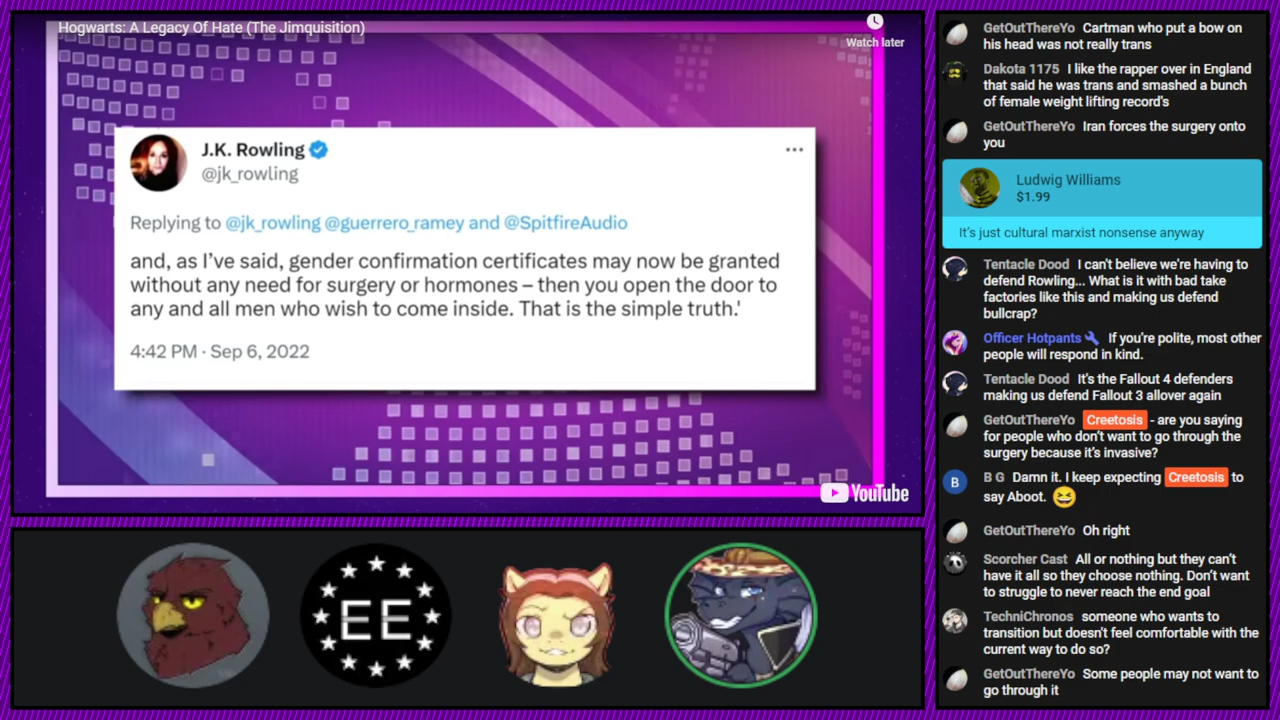 Hogwarts: A Legacy Of Hate (The Jimquisition)
Watch later
J.K. Rowling
@jk_rowling
Replying to @jk_rowling @guerrero_ramey and @SpitfireAudio
and, as I've said, gender confirmation certificates may now be granted
without any need for surgery or hormones – then you open the door to
any and all men who wish to come inside. That is the simple truth.'
4:42 PM · Sep 6, 2022
YouTube
EE
GetOutThereYo Cartman who put a bow on
his head was not really trans
Dakota 1175 I like the rapper over in England
that said he was trans and smashed a bunch
of female weight lifting record's
GetOutThereYo Iran forces the surgery onto
you
Ludwig Williams
$1.99
It's just cultural marxist nonsense anyway
Tentacle Dood I can't believe we're having to
defend Rowling... What is it with bad take
factories like this and making us defend
bullcrap?
Officer Hotpants If you're polite, most other
people will respond in kind.
Tentacle Dood It's the Fallout 4 defenders
making us defend Fallout 3 allover again
GetOutThereYo Creetosis - are you saying
for people who don't want to go through the
surgery because it's invasive?
B
B G Damn it. I keep expecting Creetosis to
say Aboot.
GetOutThereYo Oh right
Scorcher Cast All or nothing but they can't
have it all so they choose nothing. Don't want
to struggle to never reach the end goal
TechniChronos someone who wants to
transition but doesn't feel comfortable with the
current way to do so?
GetOutThereYo Some people may not want to
go through it